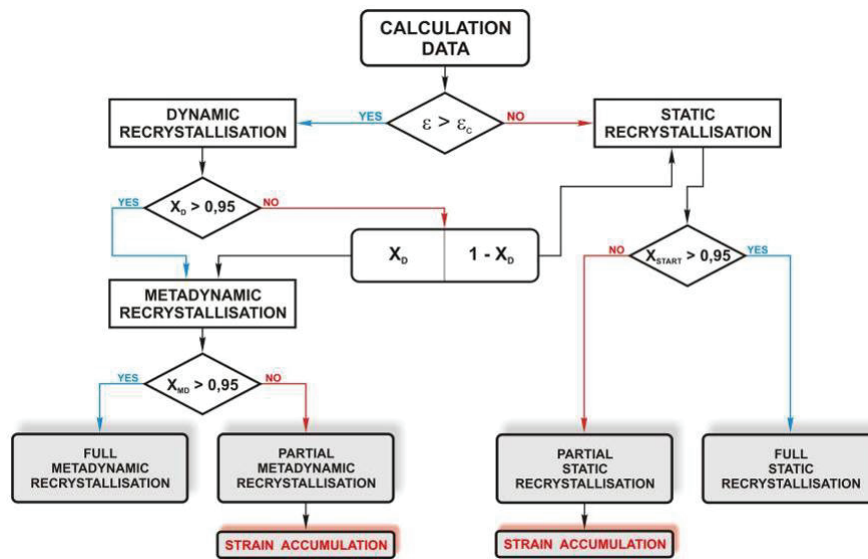 CALCULATION
DATA
DYNAMIC
RECRYSTALLISATION
YES
ε > εc
NO
STATIC
RECRYSTALLISATION
YES
XD > 0,95
NO
XD
1 - XD
NO
XSTART > 0,95
YES
METADYNAMIC
RECRYSTALLISATION
YES
XMD > 0,95
NO
FULL
METADYNAMIC
RECRYSTALLISATION
PARTIAL
METADYNAMIC
RECRYSTALLISATION
PARTIAL
STATIC
RECRYSTALLISATION
FULL
STATIC
RECRYSTALLISATION
STRAIN ACCUMULATION
STRAIN ACCUMULATION